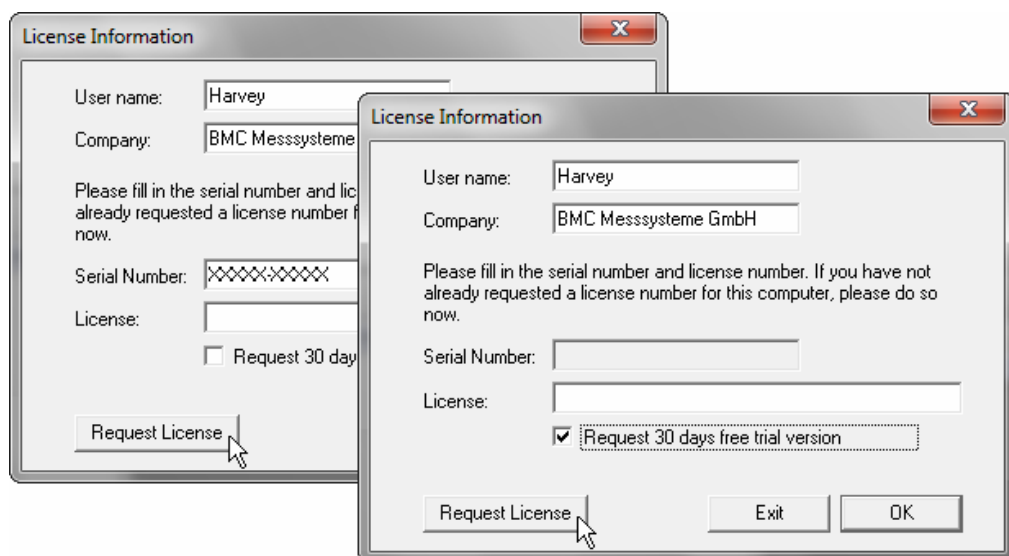 License Information
User name: Harvey
Company: BMC Messsysteme
Please fill in the serial number and lic
already requested a license number f
now.
Serial Number: XXXXX-XXXXX
License:
Request 30 day
Request License
License Information
User name: Harvey
Company: BMC Messsysteme GmbH
Please fill in the serial number and license number. If you have not
already requested a license number for this computer, please do so
now.
Serial Number:
License:
Request 30 days free trial version
Request License Exit OK